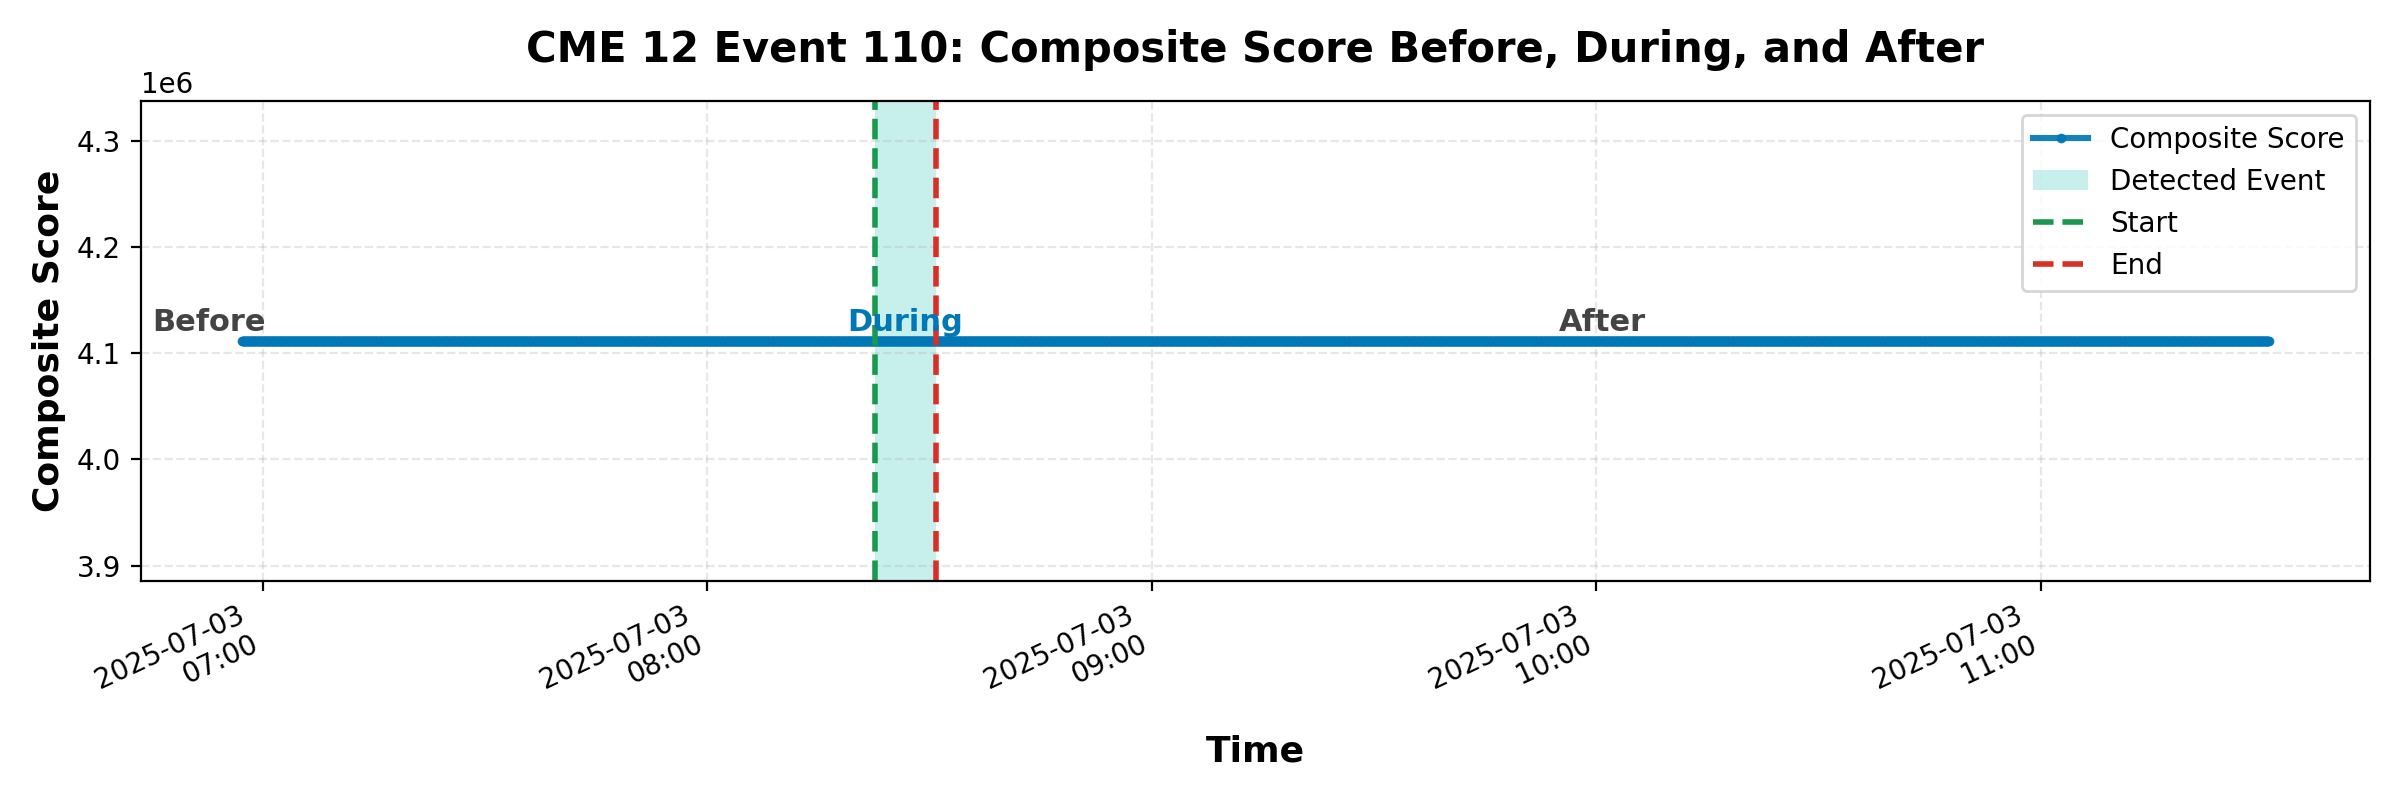 CME 12 Event 110: Composite Score Before, During, and After
1e6
4.3
4.2
4.1
4.0
3.9
Composite Score
Composite Score
Detected Event
Start
End
Before
During
After
2025-07-03
07:00
2025-07-03
08:00
2025-07-03
09:00
2025-07-03
10:00
2025-07-03
11:00
Time